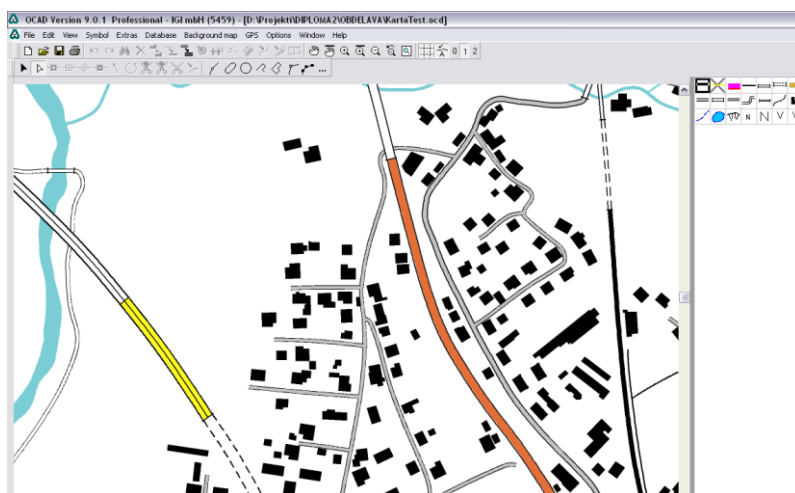 OCAD Version 9.0.1 Professional - IGI mbH (5459) - [D:\Projekti\DIPLOMA2\OBDELAVA\KartaTest.ocd]
File Edit View Symbol Extras Database Background map GPS Options Window Help
0 1 2
N N V